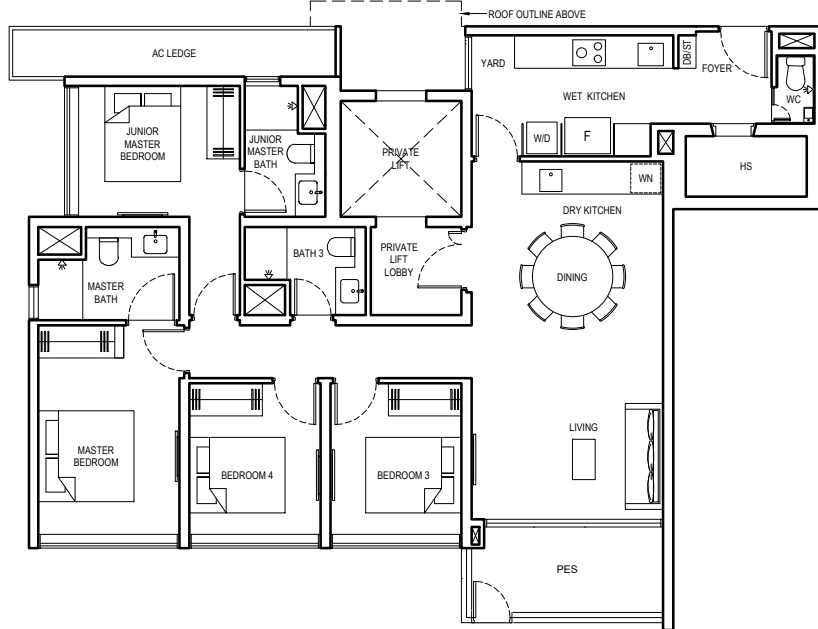 ROOF OUTLINE ABOVE
AC LEDGE
YARD
DB/ST
FOYER
WET KITCHEN
WC
JUNIOR
MASTER
BEDROOM
JUNIOR
MASTER
BATH
PRIVATE
LIFT
W/D
F
HS
WN
DRY KITCHEN
BATH 3
PRIVATE
LIFT
LOBBY
MASTER
BATH
DINING
MASTER
BEDROOM
BEDROOM 4
BEDROOM 3
LIVING
PES